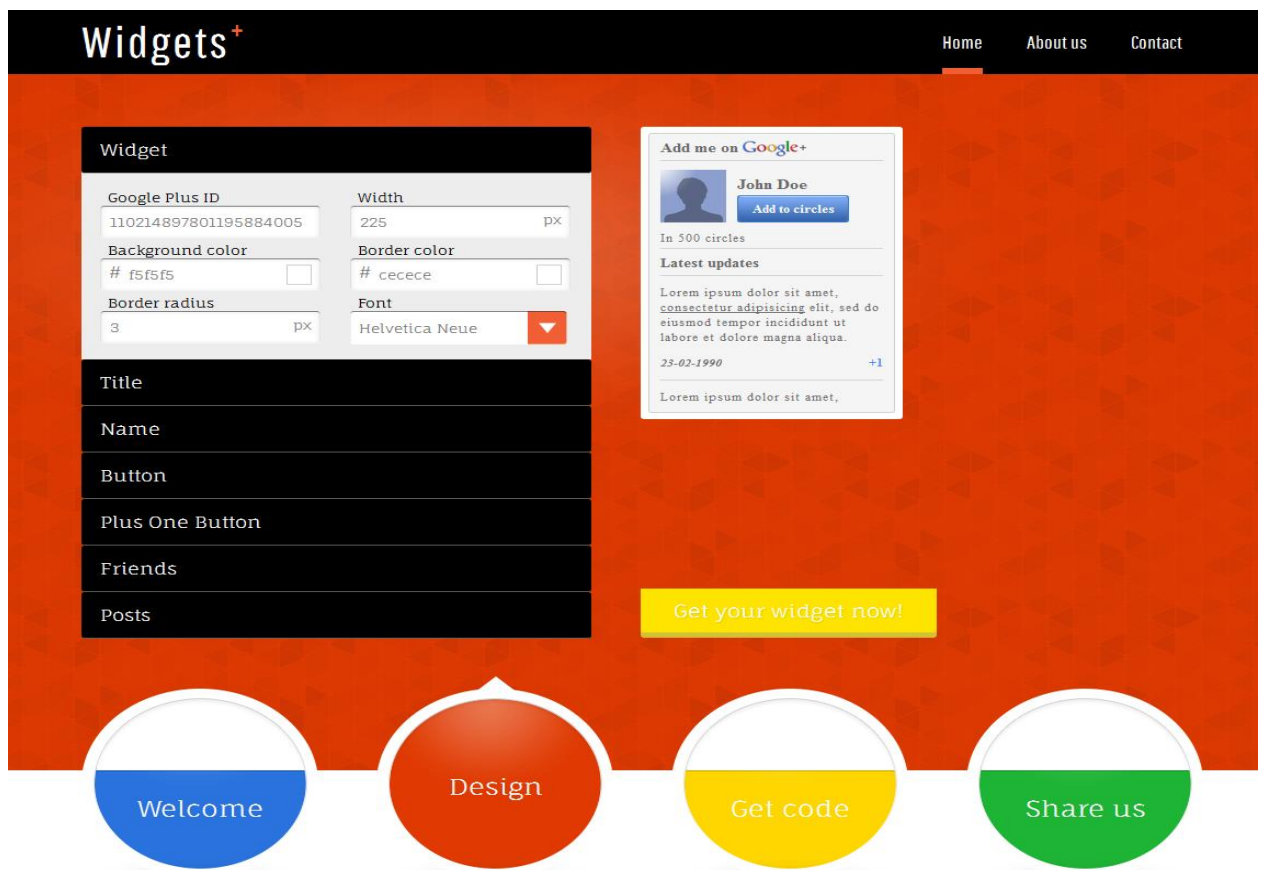 Widgets+
Home About us Contact
Widget
Google Plus ID Width
110214897801195884005 225 px
Background color Border color
# f5f5f5 # cecece
Border radius Font
3 px Helvetica Neue
Title
Name
Button
Plus One Button
Friends
Posts
Add me on Google+
John Doe
Add to circles
In 500 circles
Latest updates
Lorem ipsum dolor sit amet,
consectetur adipisicing elit, sed do
eiusmod tempor incididunt ut
labore et dolore magna aliqua.
23-02-1990 +1
Lorem ipsum dolor sit amet,
Get your widget now!
Welcome
Design
Get code
Share us